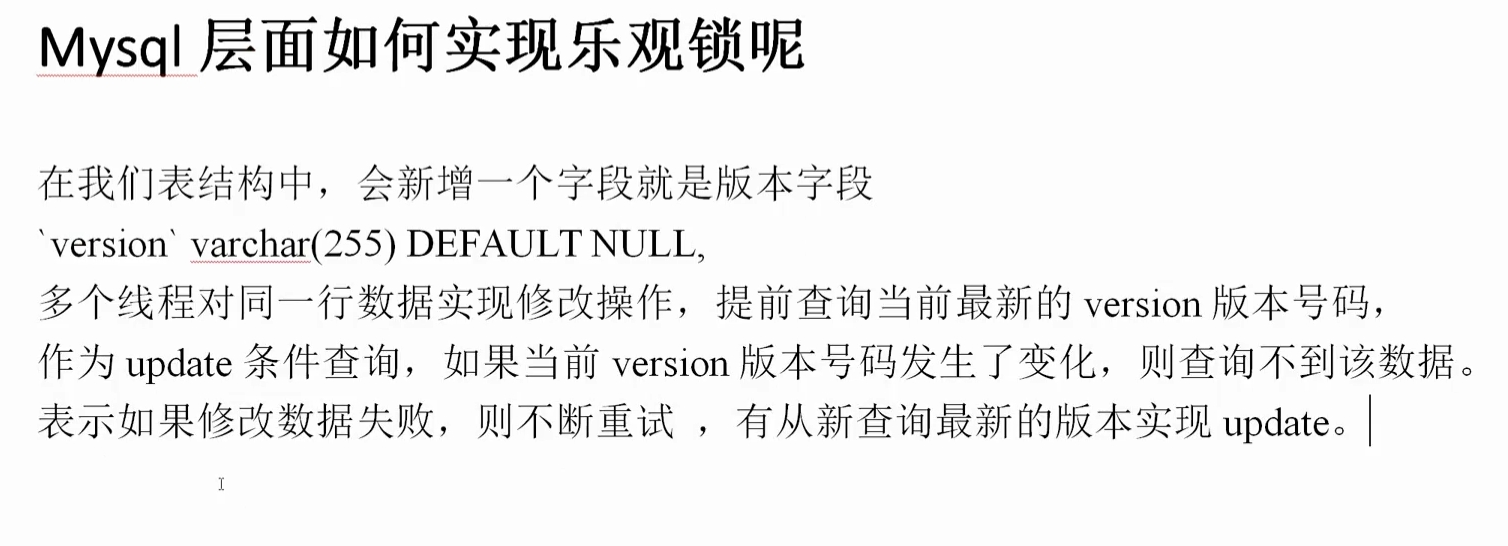 Mysql 层面如何实现乐观锁呢
在我们表结构中，会新增一个字段就是版本字段
`version` varchar(255) DEFAULT NULL,
多个线程对同一行数据实现修改操作，提前查询当前最新的 version 版本号码，
作为 update 条件查询，如果当前 version 版本号码发生了变化，则查询不到该数据。
表示如果修改数据失败，则不断重试 ，有从新查询最新的版本实现 update。